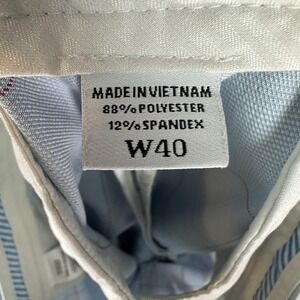 MADE IN VIETNAM
88% POLYESTER
12% SPANDEX
W40